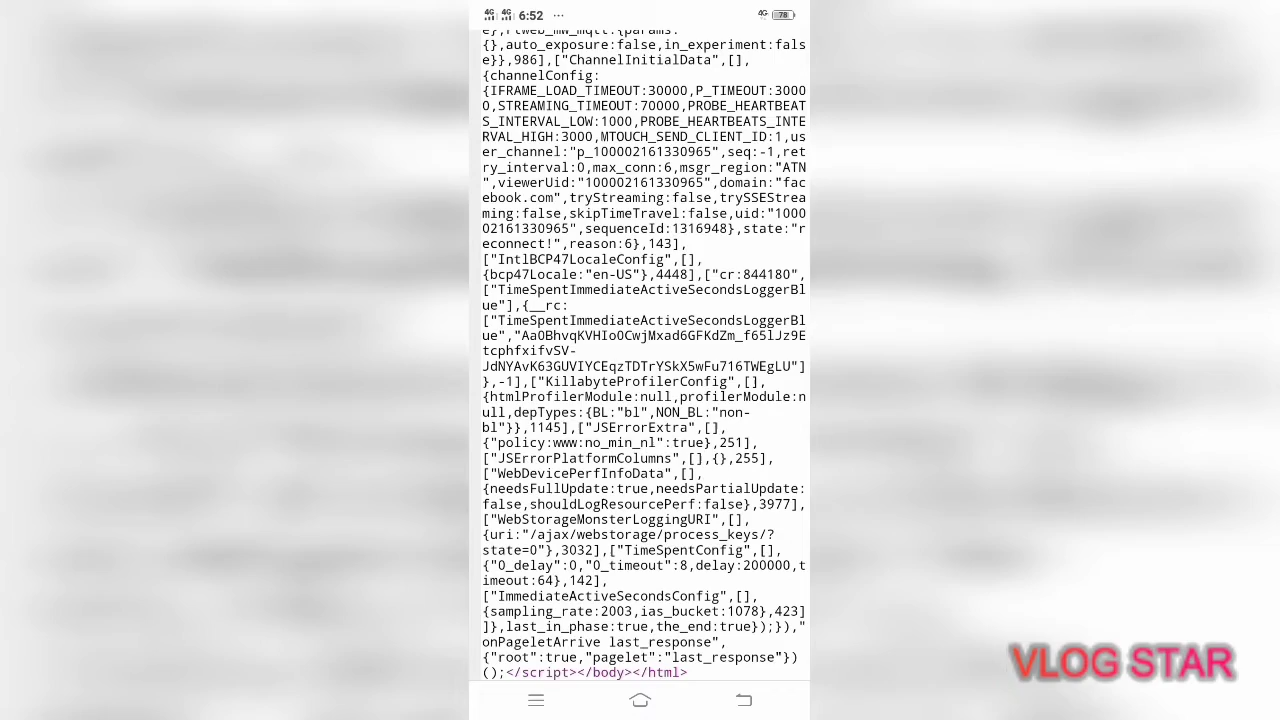 6:52 ...
4G 78
e},rtweb_mw_mqtt:{params:
{},auto_exposure:false,in_experiment:fals
e}},986],["ChannelInitialData",[],
{channelConfig:
{IFRAME_LOAD_TIMEOUT:30000,P_TIMEOUT:3000
0,STREAMING_TIMEOUT:70000,PROBE_HEARTBEAT
S_INTERVAL_LOW:1000,PROBE_HEARTBEATS_INTE
RVAL_HIGH:3000,MTOUCH_SEND_CLIENT_ID:1,us
er_channel:"p_100002161330965",seq:-1,ret
ry_interval:0,max_conn:6,msgr_region:"ATN
",viewerUid:"100002161330965",domain:"fac
ebook.com",tryStreaming:false,trySSEStrea
ming:false,skipTimeTravel:false,uid:"1000
02161330965",sequenceId:1316948},state:"r
econnect!",reason:6},143],
["IntlBCP47LocaleConfig",[],
{bcp47Locale:"en-US"},4448],["cr:844180",
["TimeSpentImmediateActiveSecondsLoggerBl
ue"],{__rc:
["TimeSpentImmediateActiveSecondsLoggerBl
ue","Aa0BhvqKVHIo0CwjMxad6GFKdZm_f65lJz9E
tcphfxifvSV-
JdNYAvK63GUVIYCEqzTDTrYSkX5wFu716TWEgLU"]
},-1],["KillabyteProfilerConfig",[],
{htmlProfilerModule:null,profilerModule:n
ull,depTypes:{BL:"bl",NON_BL:"non-
bl"}},1145],["JSErrorExtra",[],
{"policy:www:no_min_nl":true},251],
["JSErrorPlatformColumns",[],{},255],
["WebDevicePerfInfoData",[],
{needsFullUpdate:true,needsPartialUpdate:
false,shouldLogResourcePerf:false},3977],
["WebStorageMonsterLoggingURI",[],
{uri:"/ajax/webstorage/process_keys/?
state=0"},3032],["TimeSpentConfig",[],
{"0_delay":0,"0_timeout":8,delay:200000,t
imeout:64},142],
["ImmediateActiveSecondsConfig",[],
{sampling_rate:2003,ias_bucket:1078},423]
]},last_in_phase:true,the_end:true});}),"
onPageletArrive last_response",
{"root":true,"pagelet":"last_response"})
();</script></body></html>
VLOG STAR